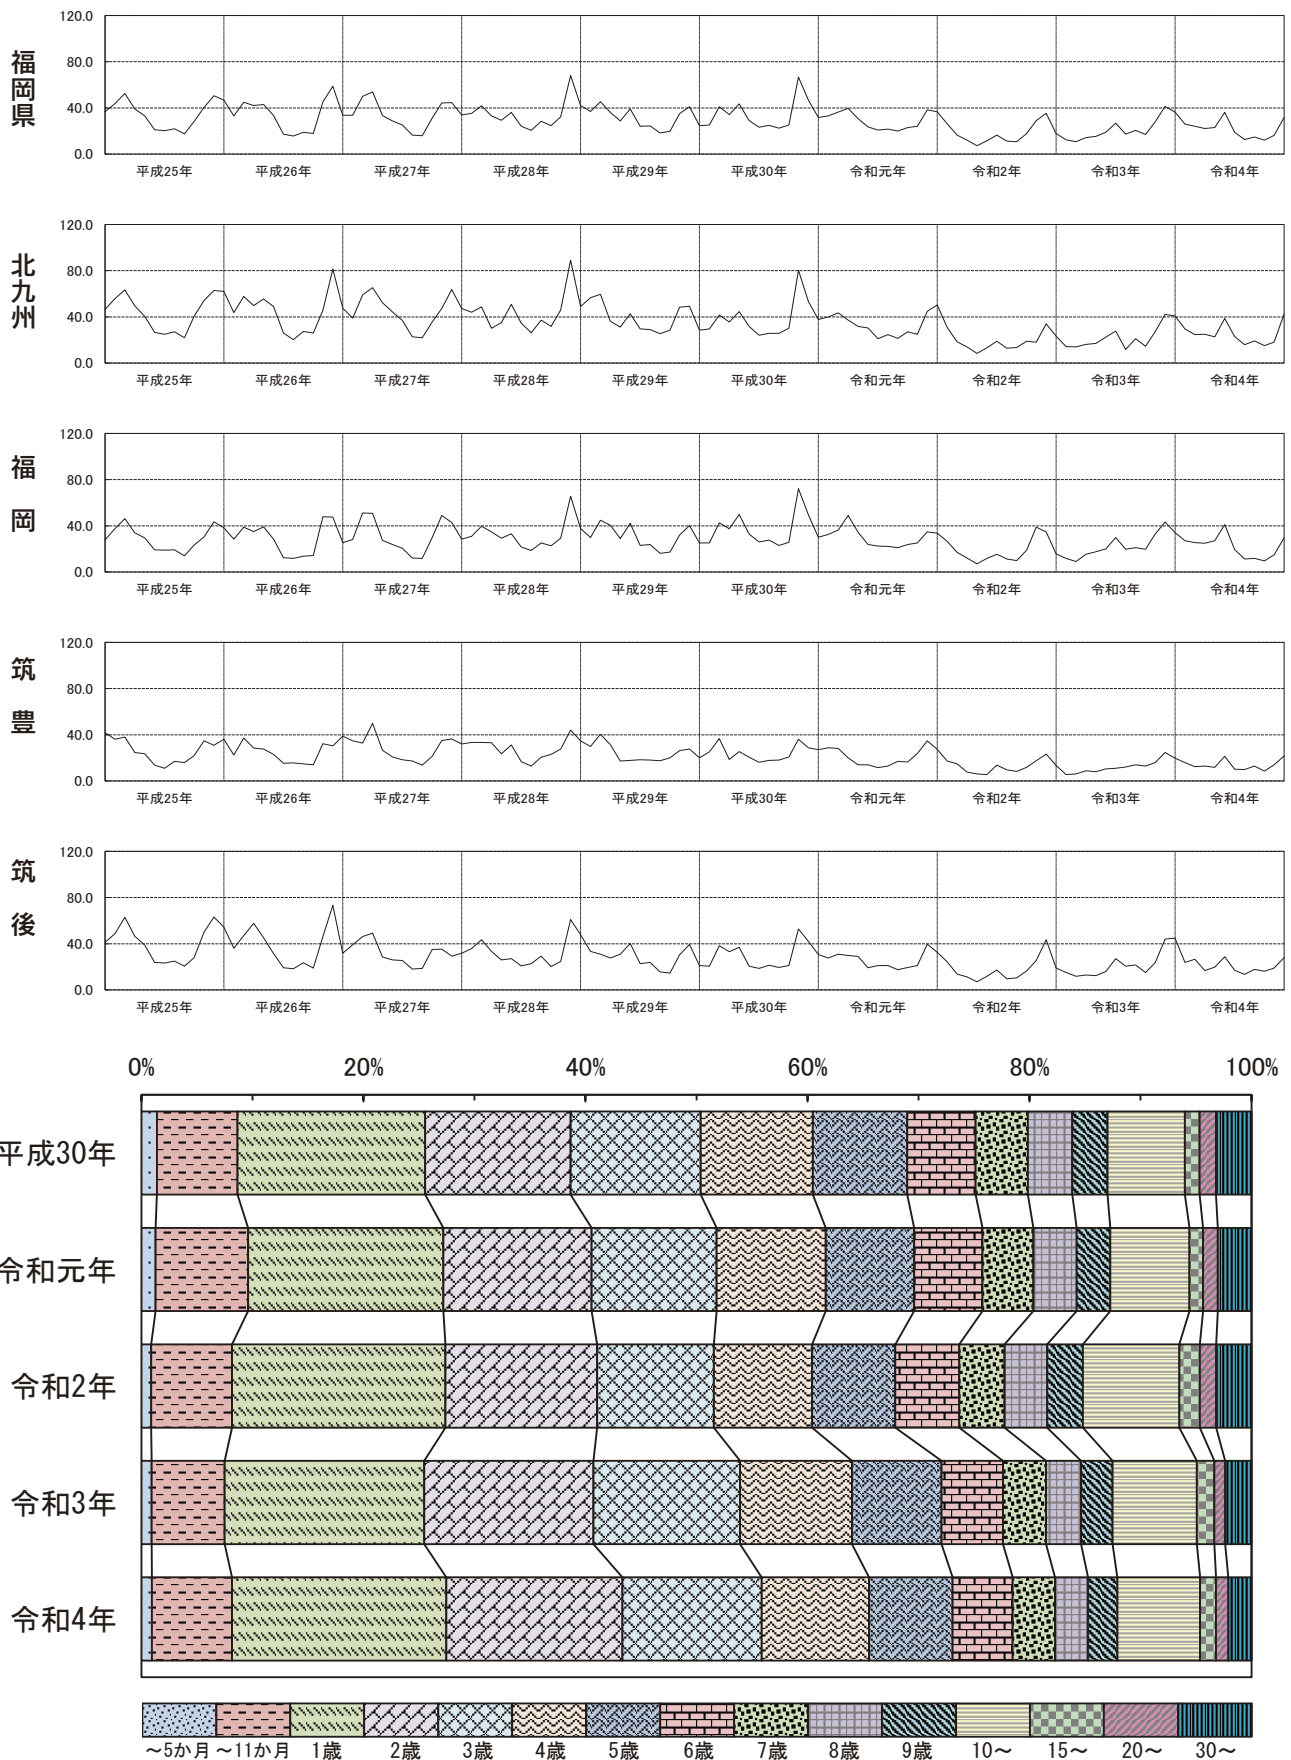 福岡県
120.0
80.0
40.0
0.0
平成25年 平成26年 平成27年 平成28年 平成29年 平成30年 令和元年 令和2年 令和3年 令和4年
北九州
120.0
80.0
40.0
0.0
平成25年 平成26年 平成27年 平成28年 平成29年 平成30年 令和元年 令和2年 令和3年 令和4年
福岡
120.0
80.0
40.0
0.0
平成25年 平成26年 平成27年 平成28年 平成29年 平成30年 令和元年 令和2年 令和3年 令和4年
筑豊
120.0
80.0
40.0
0.0
平成25年 平成26年 平成27年 平成28年 平成29年 平成30年 令和元年 令和2年 令和3年 令和4年
筑後
120.0
80.0
40.0
0.0
平成25年 平成26年 平成27年 平成28年 平成29年 平成30年 令和元年 令和2年 令和3年 令和4年
0% 20% 40% 60% 80% 100%
平成30年
令和元年
令和2年
令和3年
令和4年
～5か月 ～11か月 1歳 2歳 3歳 4歳 5歳 6歳 7歳 8歳 9歳 10～ 15～ 20～ 30～